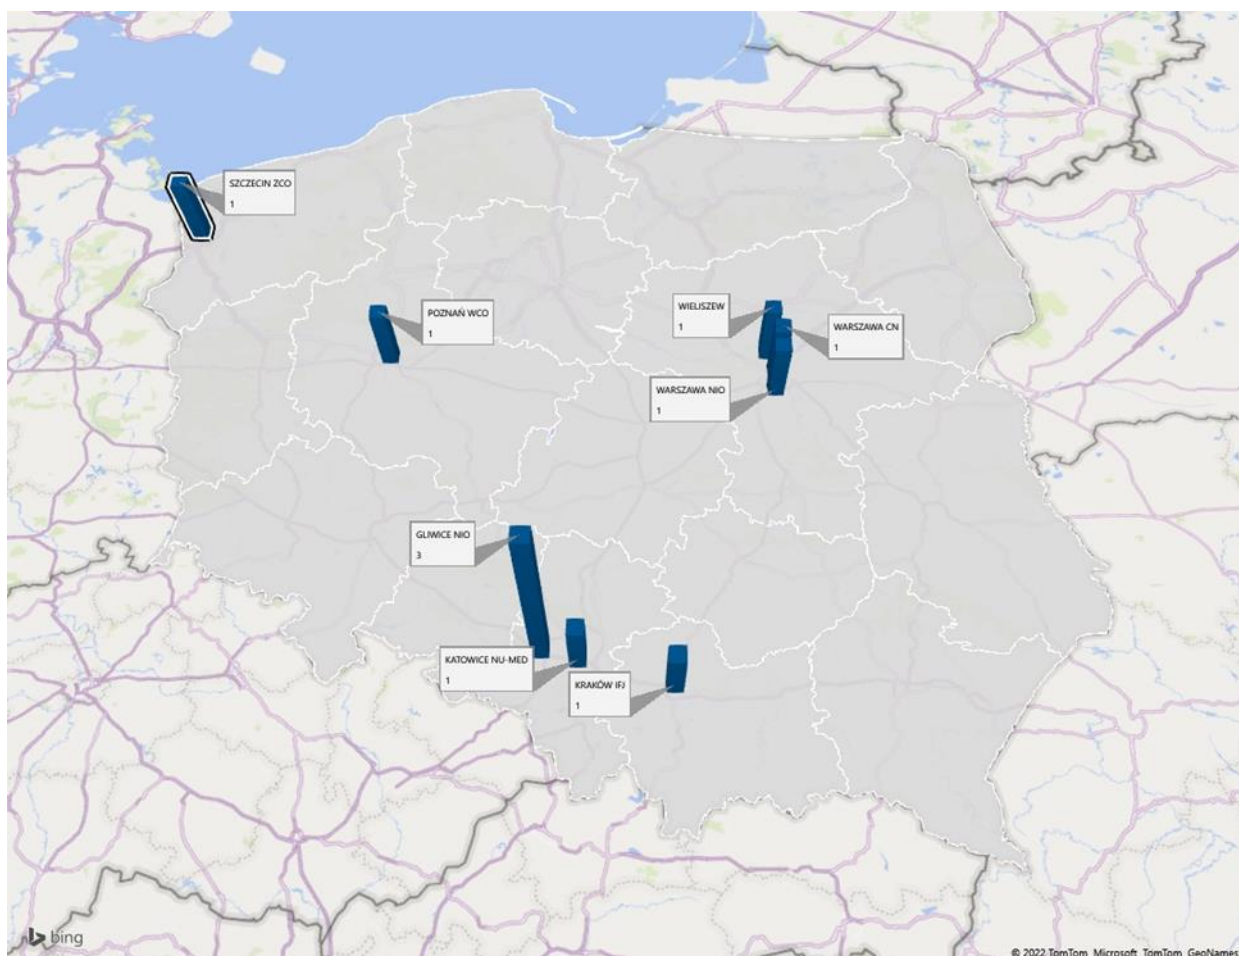 SZCZECIN ZCO
1
POZNAŃ WCO
1
WIELISZEW
1
WARSZAWA CN
1
WARSZAWA NIO
1
GLIWICE NIO
3
KATOWICE NU-MED
1
KRAKÓW IFJ
1
bing
© 2022 TomTom, Microsoft, TomTom, GeoNames